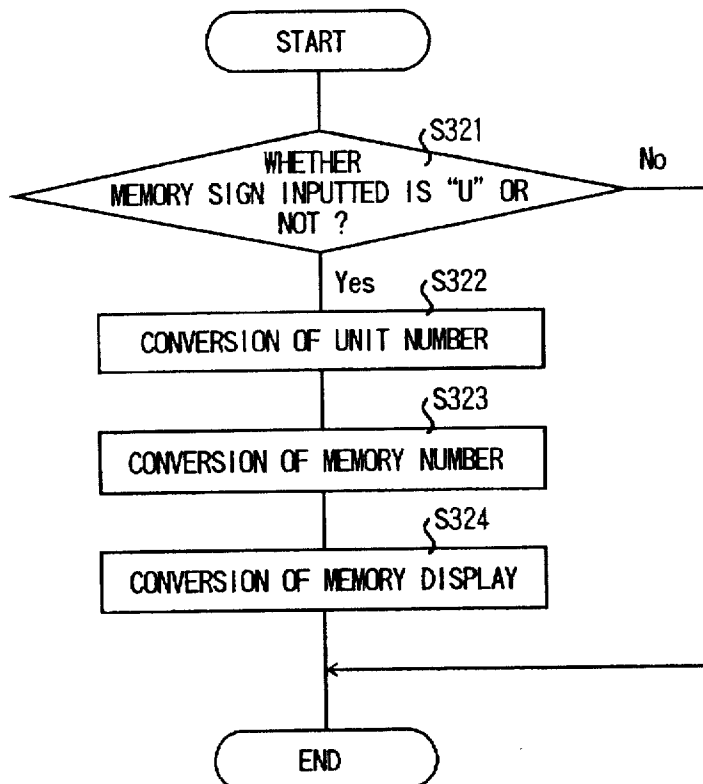 START
S321
WHETHER
MEMORY SIGN INPUTTED IS “U” OR
NOT ?
No
Yes
S322
CONVERSION OF UNIT NUMBER
S323
CONVERSION OF MEMORY NUMBER
S324
CONVERSION OF MEMORY DISPLAY
END